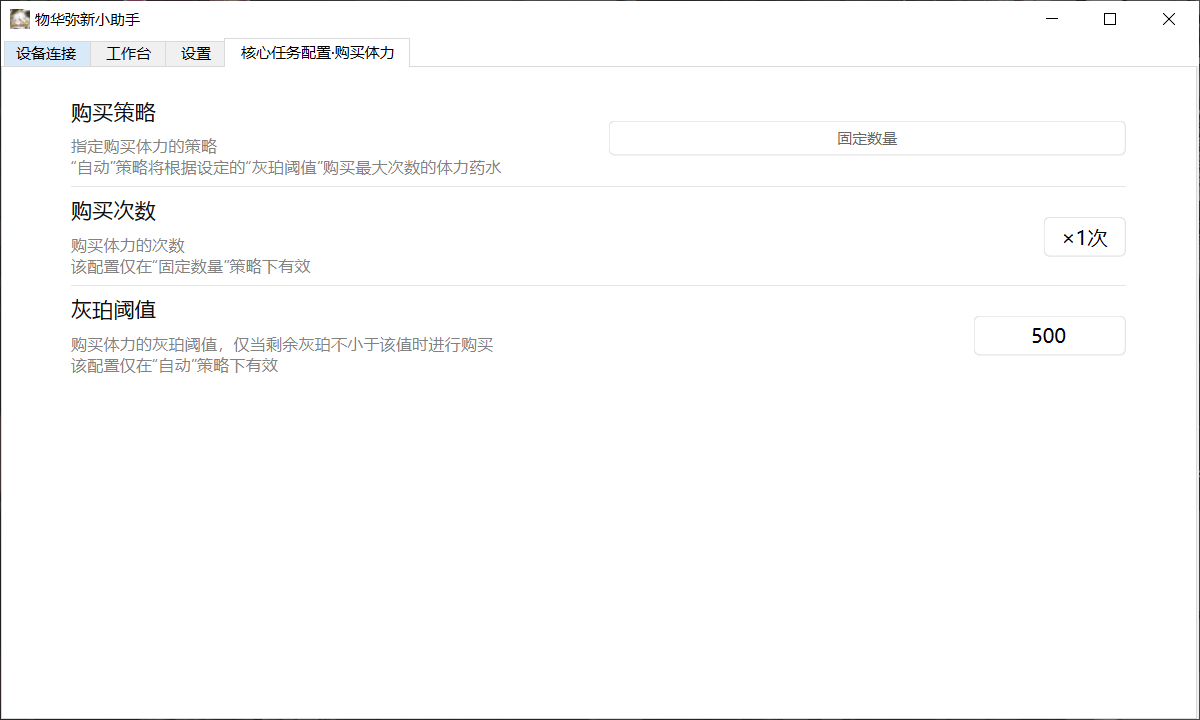 物华弥新小助手
设备连接 工作台 设置 核心任务配置·购买体力
购买策略
指定购买体力的策略
“自动”策略将根据设定的“灰珀阈值”购买最大次数的体力药水
固定数量
购买次数
购买体力的次数
该配置仅在“固定数量”策略下有效
×1次
灰珀阈值
购买体力的灰珀阈值，仅当剩余灰珀不小于该值时进行购买
该配置仅在“自动”策略下有效
500